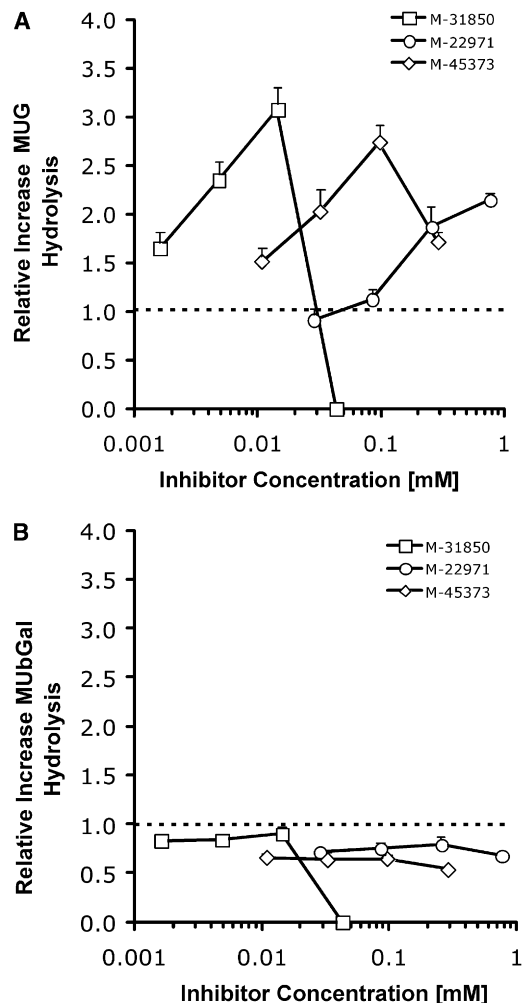 A
M-31850
M-22971
M-45373
Relative Increase MUG
Hydrolysis
4.0
3.5
3.0
2.5
2.0
1.5
1.0
0.5
0.0
0.001
0.01
0.1
1
Inhibitor Concentration [mM]
B
M-31850
M-22971
M-45373
Relative Increase MUbGal
Hydrolysis
4.0
3.5
3.0
2.5
2.0
1.5
1.0
0.5
0.0
0.001
0.01
0.1
1
Inhibitor Concentration [mM]